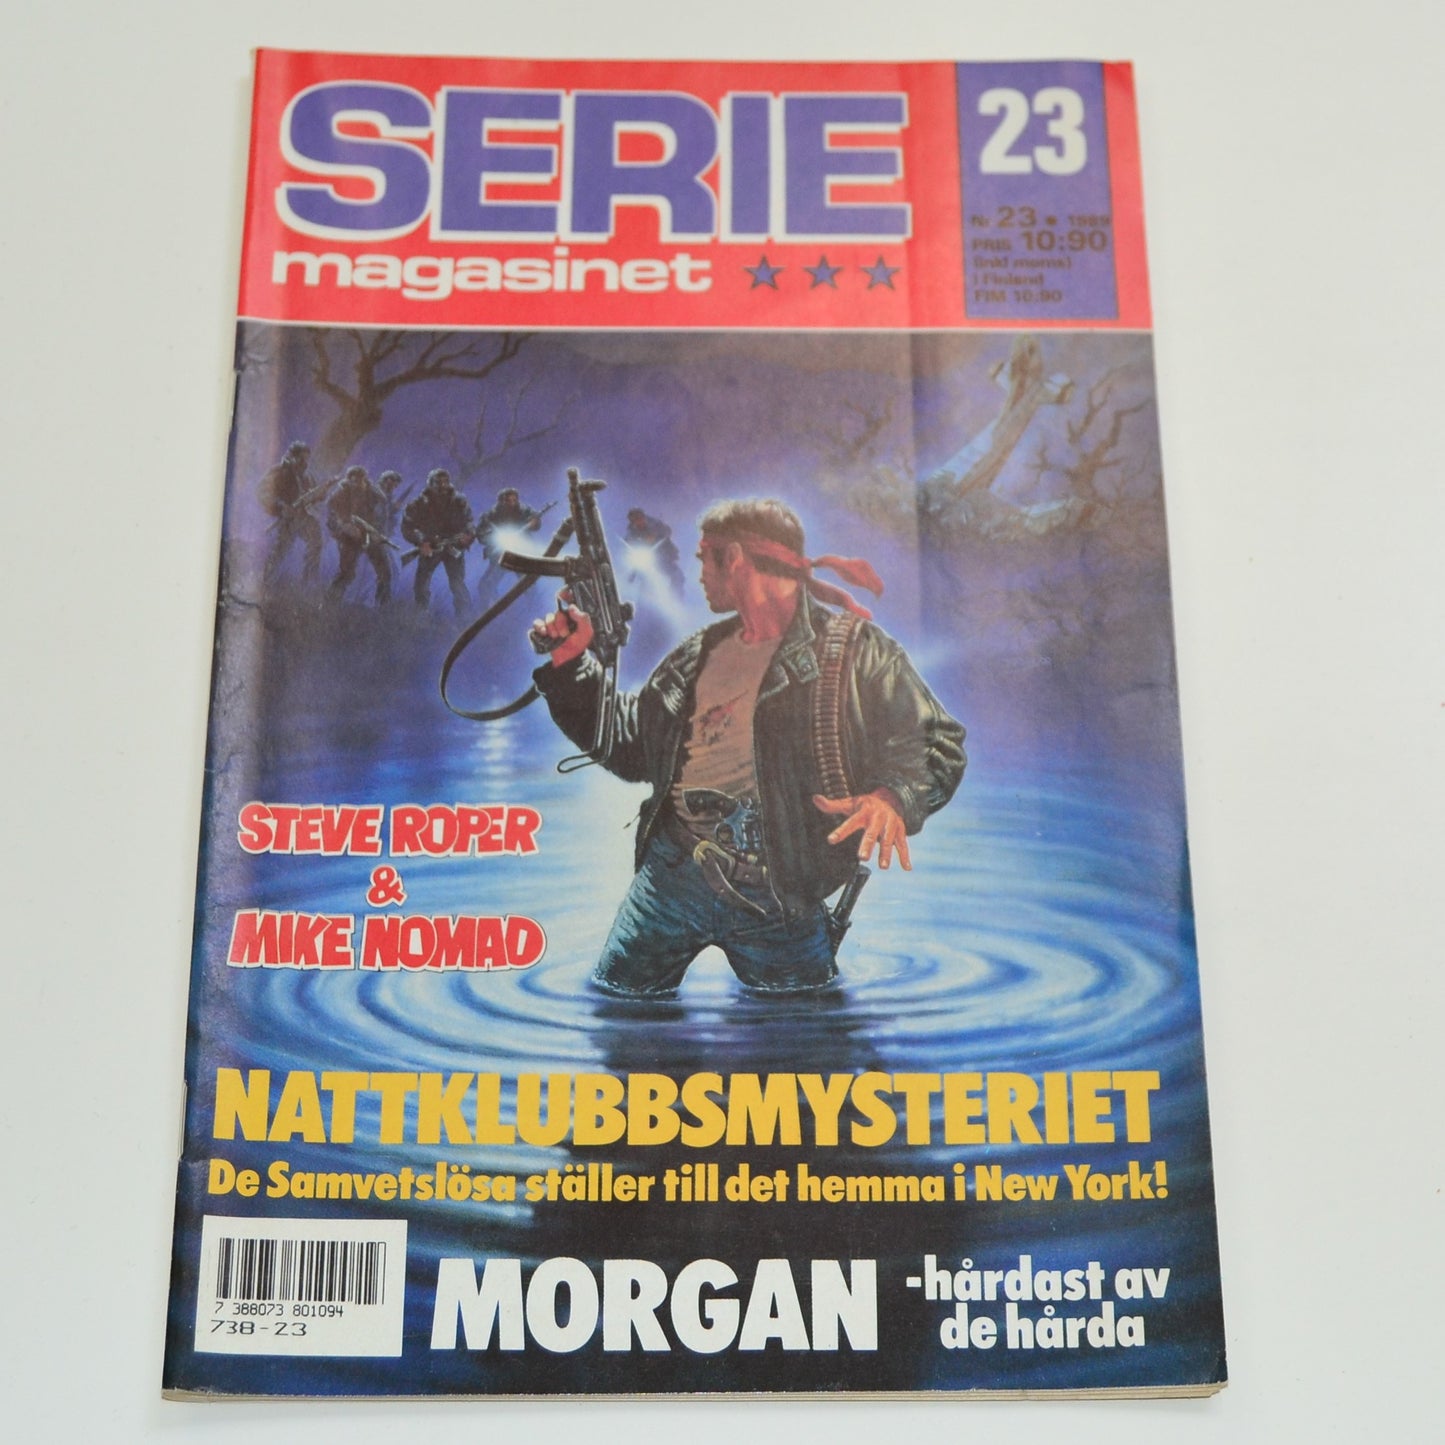 SERIE
magasinet
23
Nr 23 • 1989
PRIS 10:90
(inkl moms)
I Finland
FIM 10:90
STEVE ROPER
&
MIKE NOMAD
NATTKLUBBSMYSTERIET
De Samvetslösa ställer till det hemma i New York!
MORGAN
-hårdast av
de hårda
7 388073 801094
738-23